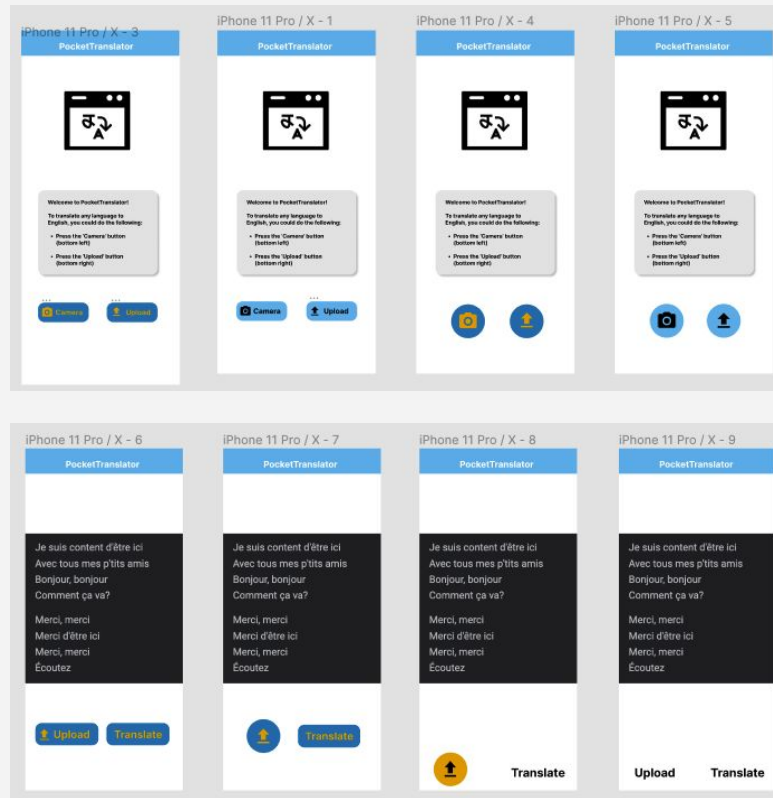 iPhone 11 Pro / X - 3
PocketTranslator
Welcome to PocketTranslator!
To translate any language to
English, you could do the following:
• Press the 'Camera' button
(bottom left)
• Press the 'Upload' button
(bottom right)
...
...
Camera
Upload
iPhone 11 Pro / X - 1
PocketTranslator
Welcome to PocketTranslator!
To translate any language to
English, you could do the following:
• Press the 'Camera' button
(bottom left)
• Press the 'Upload' button
(bottom right)
...
Camera
Upload
iPhone 11 Pro / X - 4
PocketTranslator
Welcome to PocketTranslator!
To translate any language to
English, you could do the following:
• Press the 'Camera' button
(bottom left)
• Press the 'Upload' button
(bottom right)
iPhone 11 Pro / X - 5
PocketTranslator
Welcome to PocketTranslator!
To translate any language to
English, you could do the following:
• Press the 'Camera' button
(bottom left)
• Press the 'Upload' button
(bottom right)
iPhone 11 Pro / X - 6
PocketTranslator
Je suis content d'être ici
Avec tous mes p'tits amis
Bonjour, bonjour
Comment ça va?
Merci, merci
Merci d'être ici
Merci, merci
Écoutez
Upload
Translate
iPhone 11 Pro / X - 7
PocketTranslator
Je suis content d'être ici
Avec tous mes p'tits amis
Bonjour, bonjour
Comment ça va?
Merci, merci
Merci d'être ici
Merci, merci
Écoutez
Translate
iPhone 11 Pro / X - 8
PocketTranslator
Je suis content d'être ici
Avec tous mes p'tits amis
Bonjour, bonjour
Comment ça va?
Merci, merci
Merci d'être ici
Merci, merci
Écoutez
Translate
iPhone 11 Pro / X - 9
PocketTranslator
Je suis content d'être ici
Avec tous mes p'tits amis
Bonjour, bonjour
Comment ça va?
Merci, merci
Merci d'être ici
Merci, merci
Écoutez
Upload
Translate